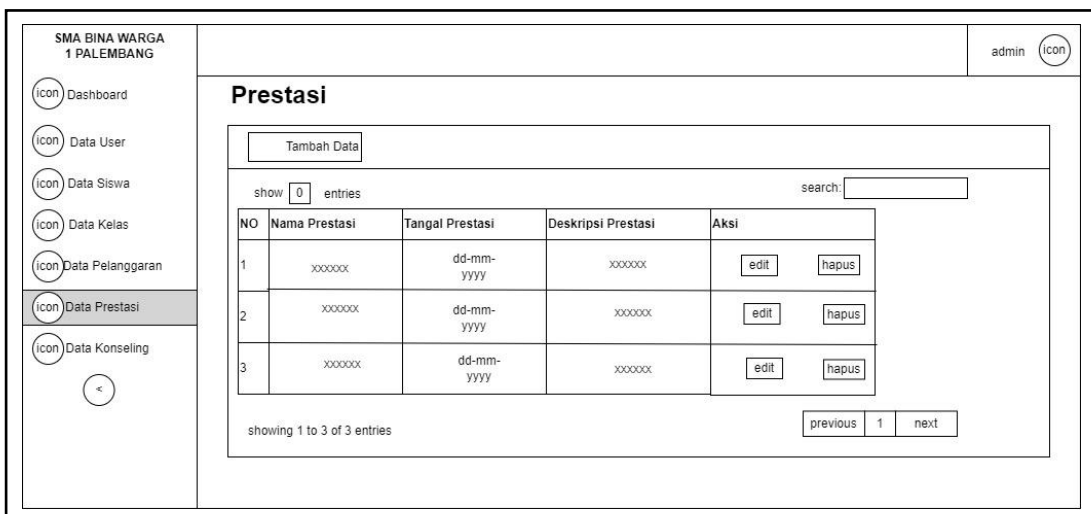 SMA BINA WARGA
1 PALEMBANG
admin
icon
icon Dashboard
icon Data User
icon Data Siswa
icon Data Kelas
icon Data Pelanggaran
icon Data Prestasi
icon Data Konseling
<
Prestasi
Tambah Data
show 0 entries
search:
NO Nama Prestasi Tangal Prestasi Deskripsi Prestasi Aksi
1 xxxxxx dd-mm-
yyyy xxxxxx edit hapus
2 xxxxxx dd-mm-
yyyy xxxxxx edit hapus
3 xxxxxx dd-mm-
yyyy xxxxxx edit hapus
showing 1 to 3 of 3 entries
previous 1 next